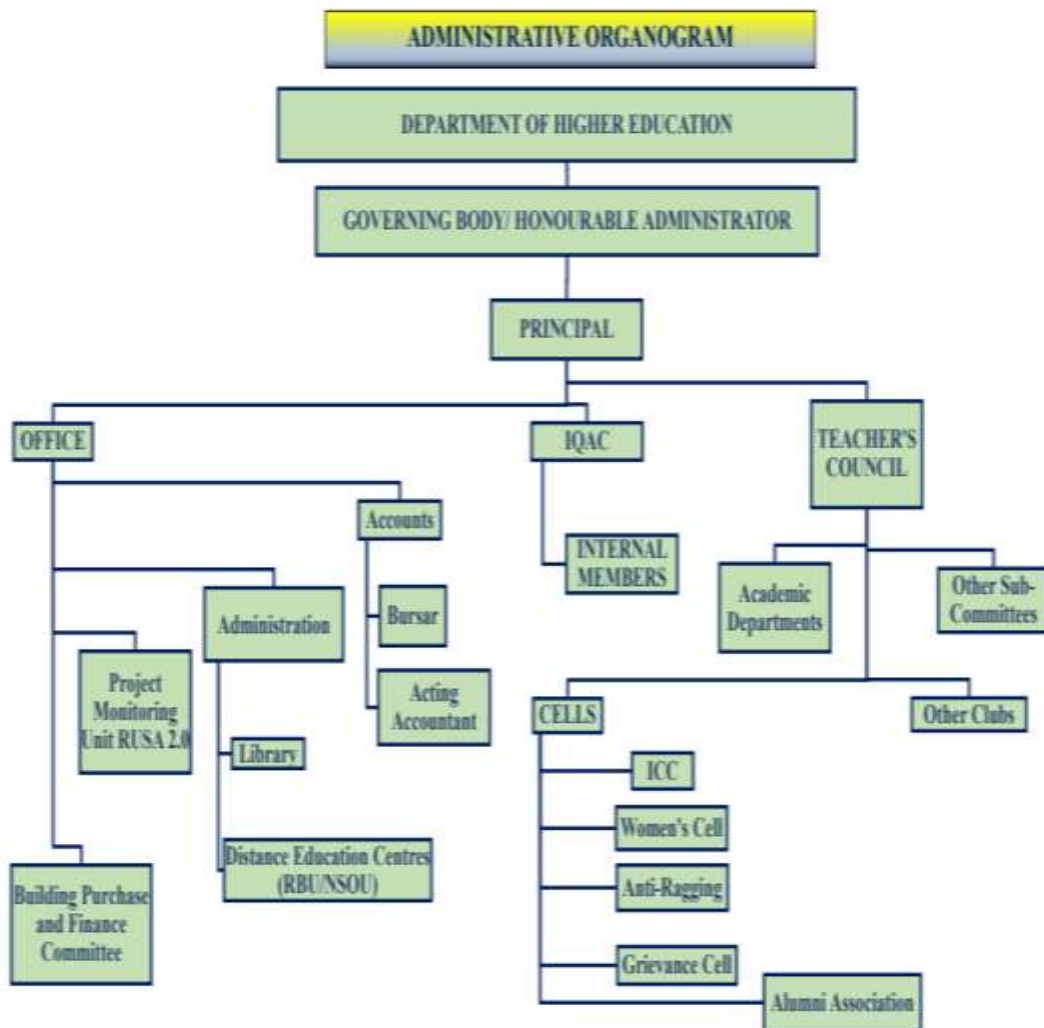 ADMINISTRATIVE ORGANOGRAM
DEPARTMENT OF HIGHER EDUCATION
GOVERNING BODY/ HONOURABLE ADMINISTRATOR
PRINCIPAL
OFFICE
IQAC
TEACHER'S
COUNCIL
Accounts
INTERNAL
MEMBERS
Academic
Departments
Other Sub-
Committees
Administration
Bursar
Project
Monitoring
Unit RUSA 2.0
Acting
Accountant
CELLS
Other Clubs
Library
ICC
Women's Cell
Distance Education Centres
(RBU/NSOU)
Anti-Ragging
Building Purchase
and Finance
Committee
Grievance Cell
Alumni Association